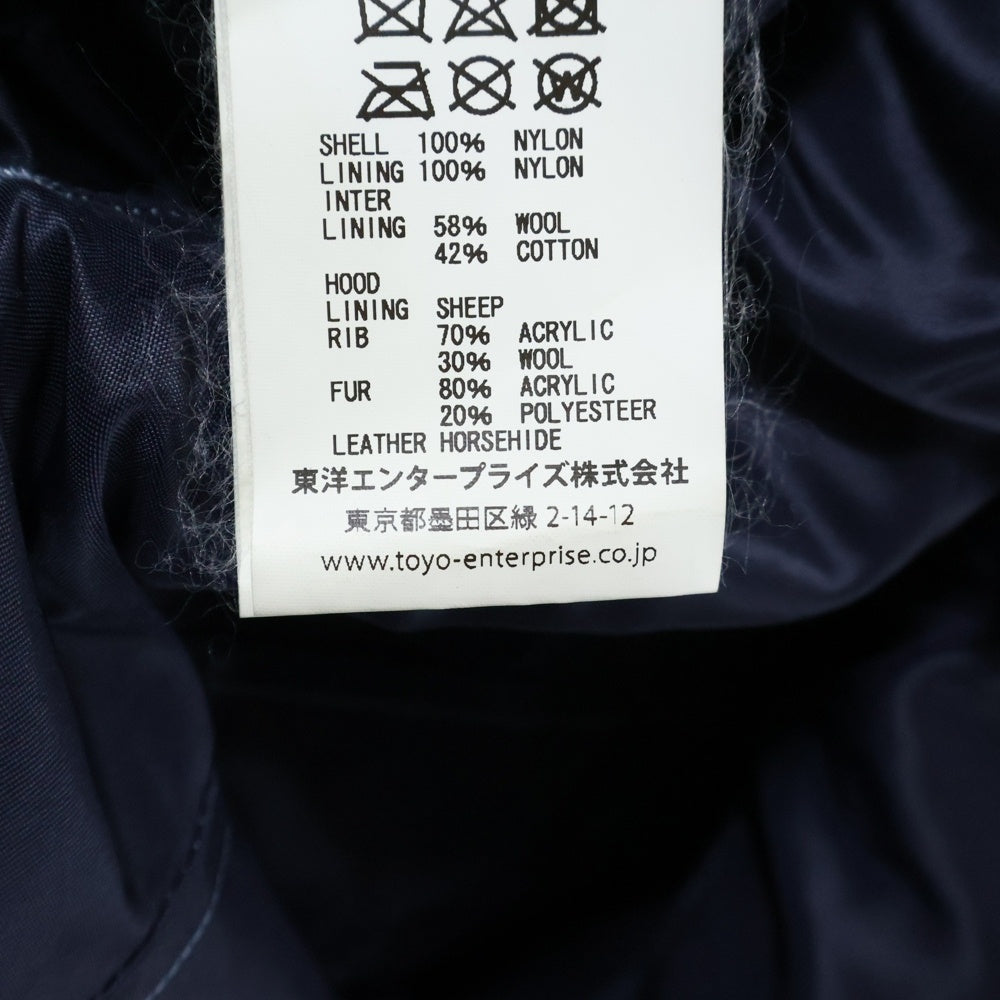 SHELL 100% NYLON
LINING 100% NYLON
INTER
LINING 58% WOOL
42% COTTON
HOOD
LINING SHEEP
RIB 70% ACRYLIC
30% WOOL
FUR 80% ACRYLIC
20% POLYESTEER
LEATHER HORSEHIDE
東洋エンタープライズ株式会社
東京都墨田区緑 2-14-12
www.toyo-enterprise.co.jp